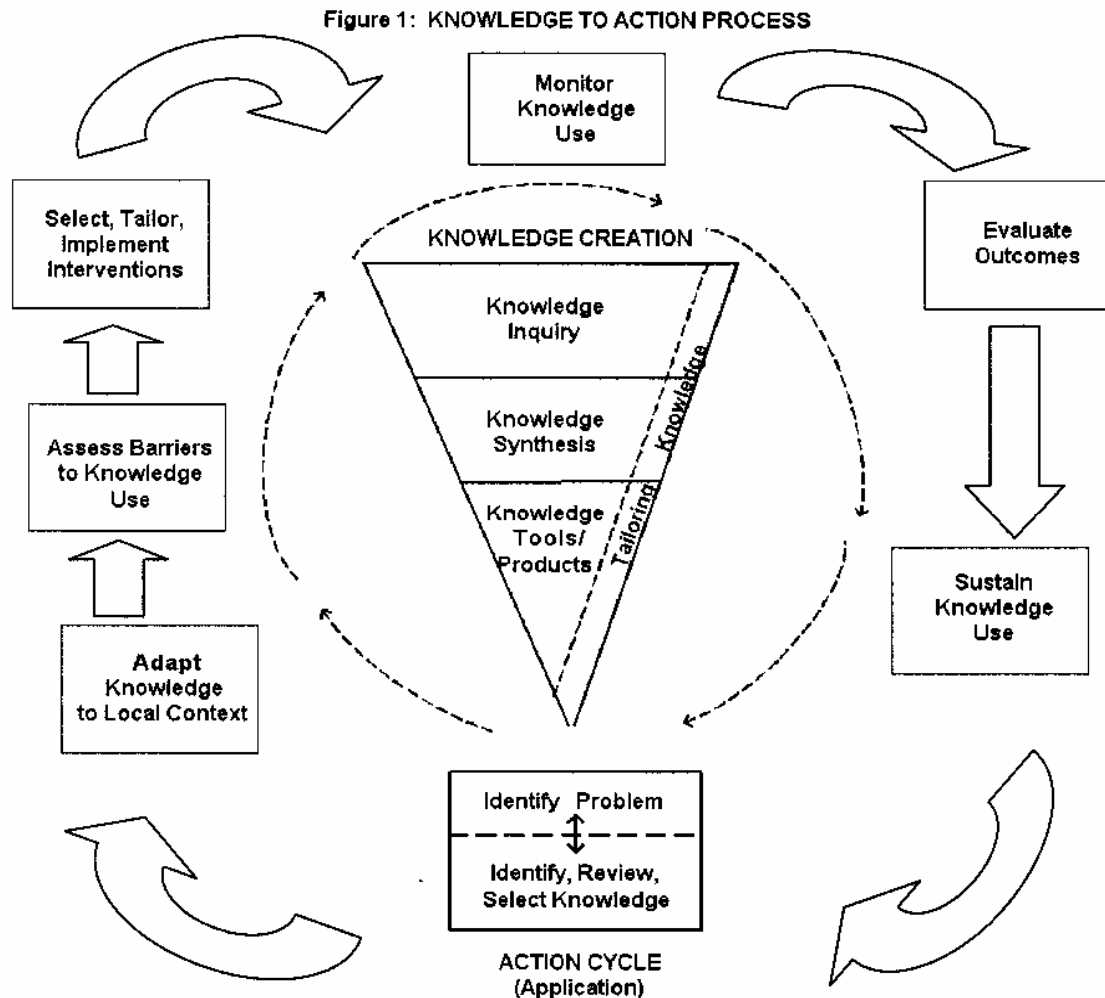 Figure 1: KNOWLEDGE TO ACTION PROCESS
Monitor
Knowledge
Use
Select, Tailor,
Implement
Interventions
Evaluate
Outcomes
KNOWLEDGE CREATION
Knowledge
Inquiry
Knowledge
Synthesis
Knowledge
Tools/
Products
Tailoring Knowledge
Assess Barriers
to Knowledge
Use
Sustain
Knowledge
Use
Adapt
Knowledge
to Local Context
Identify Problem
Identify, Review,
Select Knowledge
ACTION CYCLE
(Application)